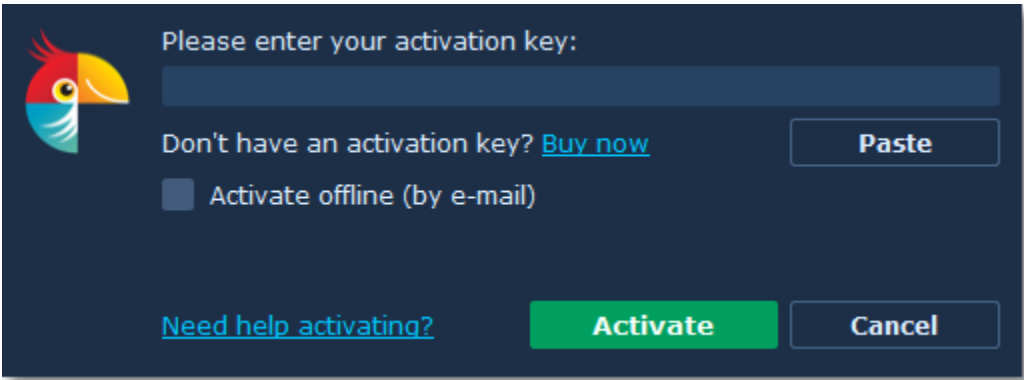 Please enter your activation key:
Don't have an activation key? Buy now
Paste
Activate offline (by e-mail)
Need help activating?
Activate
Cancel